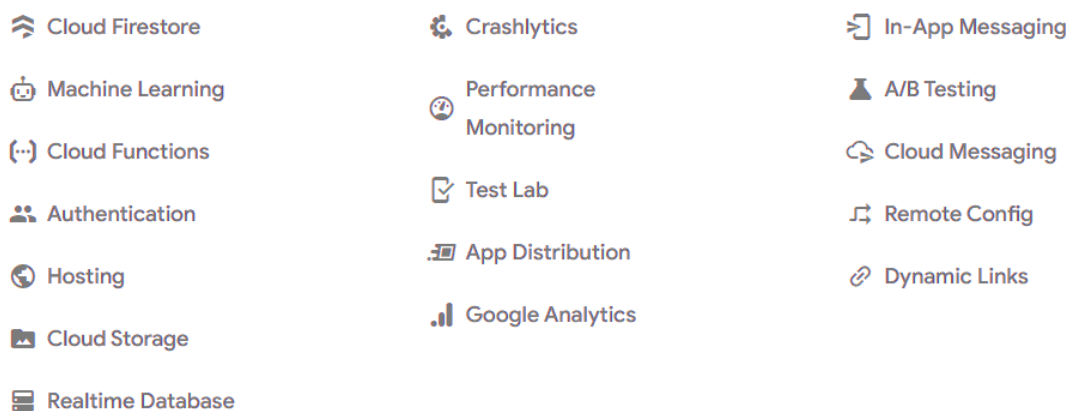 Cloud Firestore
Machine Learning
Cloud Functions
Authentication
Hosting
Cloud Storage
Realtime Database
Crashlytics
Performance
Monitoring
Test Lab
App Distribution
Google Analytics
In-App Messaging
A/B Testing
Cloud Messaging
Remote Config
Dynamic Links